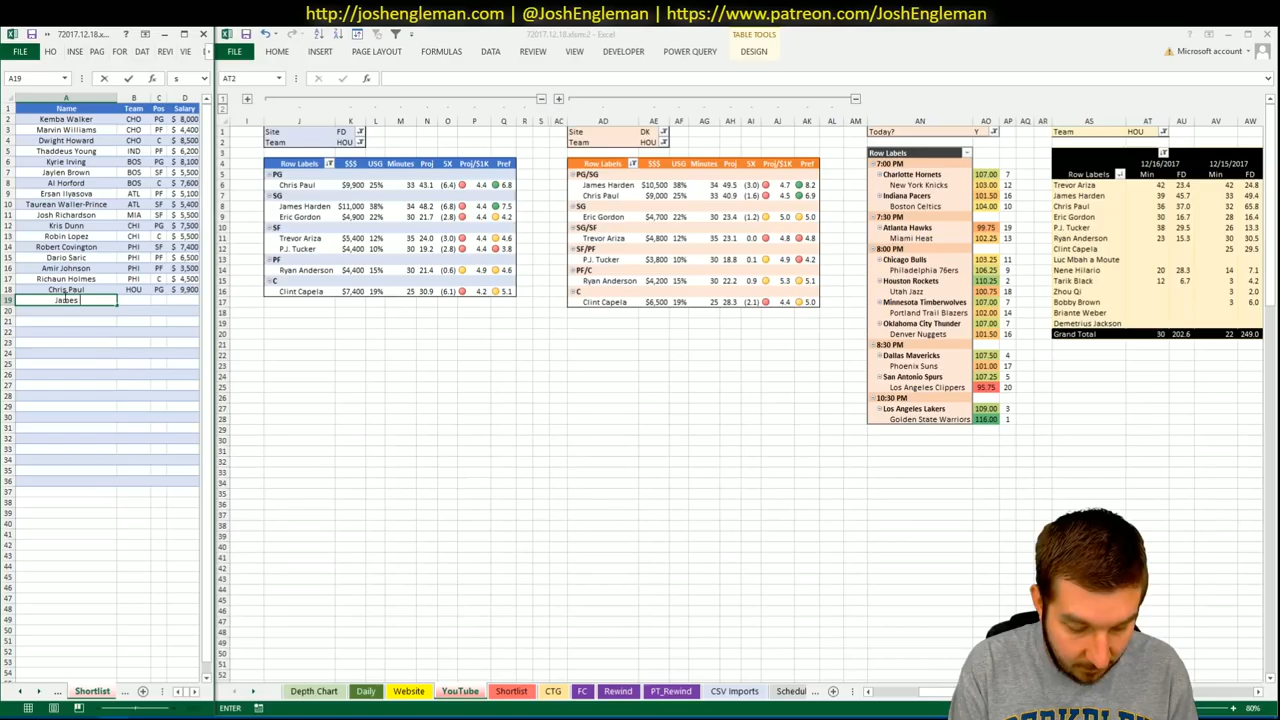 http://joshengleman.com | @JoshEngleman | https://www.patreon.com/JoshEngleman
72017.12.18.x... 72017.12.18.xlsb - Excel TABLE TOOLS
FILE HO INSE PAG FOR DAT REVI VIE FILE HOME INSERT PAGE LAYOUT FORMULAS DATA REVIEW VIEW DEVELOPER POWER QUERY DESIGN Microsoft account
A19 s AT2
Name Team Pos Salary
Kemba Walker CHO PG $ 8,000
Marvin Williams CHO PF $ 4,400
Dwight Howard CHO C $ 8,500
Thaddeus Young IND PF $ 6,200
Kyrie Irving BOS PG $ 9,000
Jaylen Brown BOS SG
Al Horford BOS C $ 7,600
Ersan Ilyasova ATL PF $ 5,100
Taurean Waller-Prince ATL SF $ 5,400
Josh Richardson MIA SF
Kris Dunn CHI PG $ 7,500
Robin Lopez CHI C
Robert Covington PHI SF $ 7,400
Dario Saric PHI PF
Amir Johnson PHI PF $ 3,500
Richaun Holmes PHI C $ 4,500
Chris Paul HOU PG $ 9,900
James
Site FD
Team HOU
Row Labels $$$ USG Minutes Proj 5X Proj/$1K Pref
PG
Chris Paul $9,900 25% 33 43.1 (6.4) 4.4 6.8
SG
James Harden $11,000 38% 34 48.2 (6.8) 4.4 7.5
Eric Gordon $4,900 22% 30 21.7 (2.8) 4.4 4.2
SF
Trevor Ariza $5,400 12% 35 24.0 (3.0) 4.4 4.6
P.J. Tucker $4,400 10% 30 19.2 (2.8) 4.4 3.8
PF
Ryan Anderson $4,400 15% 30 21.4 (0.6) 4.9 4.6
C
Clint Capela $7,400 19% 25 30.9 (6.1) 4.2 5.1
Site DK
Team HOU
Row Labels $$$ USG Minutes Proj 5X Proj/$1K Pref
PG/SG
James Harden $10,500 38% 34 49.5 (3.0) 4.7 8.2
Chris Paul $9,000 25% 33 40.9 (1.6) 4.5 6.9
SG
Eric Gordon $4,700 22% 30 23.4 (1.2) 5.0 5.0
SG/SF
Trevor Ariza $4,800 12% 35 23.1 0.0 4.8 4.8
SF/PF
P.J. Tucker $3,800 10% 30 18.8 0.1 4.9 4.2
PF/C
Ryan Anderson $4,200 15% 30 22.2 0.9 5.3 5.1
C
Clint Capela $6,500 19% 25 28.3 (2.1) 4.4 5.4
Today? Y
Row Labels
7:00 PM
Charlotte Hornets 107.00 7
New York Knicks 103.00 12
Indiana Pacers 101.50 16
Boston Celtics 104.00 10
7:30 PM
Atlanta Hawks 99.75 19
Miami Heat 102.25 13
8:00 PM
Chicago Bulls 103.25 11
Philadelphia 76ers 106.25 9
Houston Rockets 110.25 2
Utah Jazz 100.75 18
Minnesota Timberwolves 107.00 7
Portland Trail Blazers 102.00 14
Oklahoma City Thunder 107.00 7
Denver Nuggets 101.50 16
8:30 PM
Dallas Mavericks 107.50 4
Phoenix Suns 101.00 17
San Antonio Spurs 107.25 5
Los Angeles Clippers 95.75 20
10:30 PM
Los Angeles Lakers 109.00 3
Golden State Warriors 116.00 1
Team HOU
12/16/2017 12/15/2017
Row Labels Min FD Min FD
Trevor Ariza 42 23.4 42 24.8
James Harden 39 45.7 33 49.4
Chris Paul 36 37.0 32 65.8
Eric Gordon 30 16.7 28 16.4
P.J. Tucker 38 29.5 26 13.3
Ryan Anderson 23 15.3 30 30.5
Clint Capela 25 29.5
Luc Mbah a Moute
Nene Hilario 20 28.3 14 7.1
Tarik Black 12 6.7 13 4.2
Zhou Qi 3 2.0
Bobby Brown 3 6.0
Briante Weber
Demetrius Jackson
Grand Total 30 202.6 22 249.0
Shortlist ... Depth Chart Daily Website YouTube Shortlist CTG FC Rewind PT_Rewind CSV Imports Schedul ...
ENTER 80%